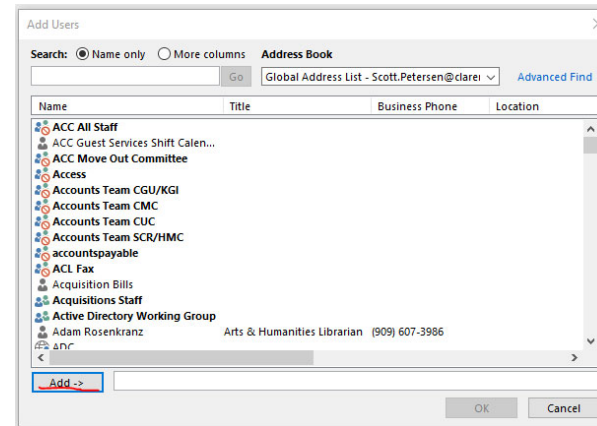 Add Users
Search: Name only More columns Address Book
Go Global Address List - Scott.Petersen@clarer Advanced Find
Name Title Business Phone Location
ACC All Staff
ACC Guest Services Shift Calen...
ACC Move Out Committee
Access
Accounts Team CGU/KGI
Accounts Team CMC
Accounts Team CUC
Accounts Team SCR/HMC
accountspayable
ACL Fax
Acquisition Bills
Acquisitions Staff
Active Directory Working Group
Adam Rosenkranz Arts & Humanities Librarian (909) 607-3986
ADC
Add ->
OK Cancel